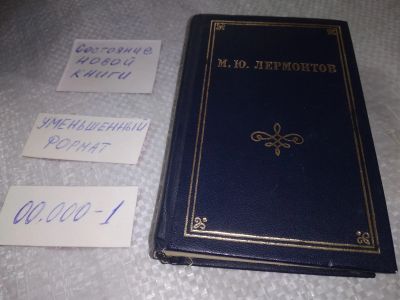 Состояние
НОВОЙ
КНИГИ
УМЕНЬШЕННЫЙ
ФОРМАТ
00.000-1
М. Ю. ЛЕРМОНТОВ